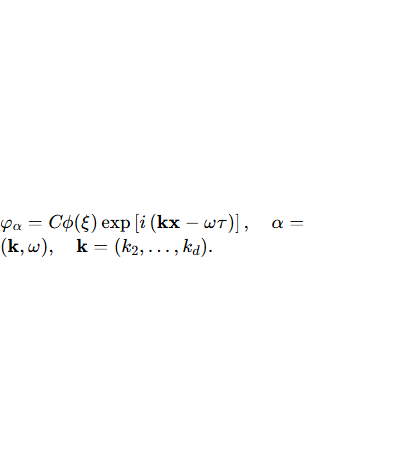 φ_α = Cϕ(ξ) exp [i (𝐤𝐱 − ωτ)] , α =
(𝐤, ω), 𝐤 = (k_2, . . . , k_d).